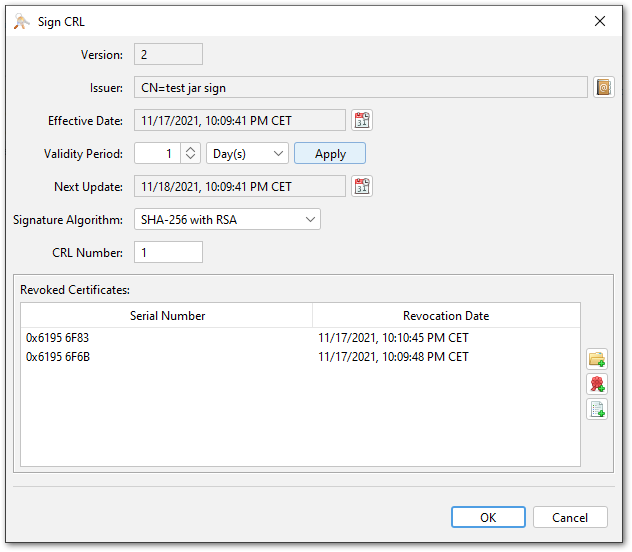 Sign CRL
Version: 2
Issuer: CN=test jar sign
Effective Date: 11/17/2021, 10:09:41 PM CET
Validity Period: 1 Day(s) Apply
Next Update: 11/18/2021, 10:09:41 PM CET
Signature Algorithm: SHA-256 with RSA
CRL Number: 1
Revoked Certificates:
Serial Number Revocation Date
0x6195 6F83 11/17/2021, 10:10:45 PM CET
0x6195 6F6B 11/17/2021, 10:09:48 PM CET
OK Cancel